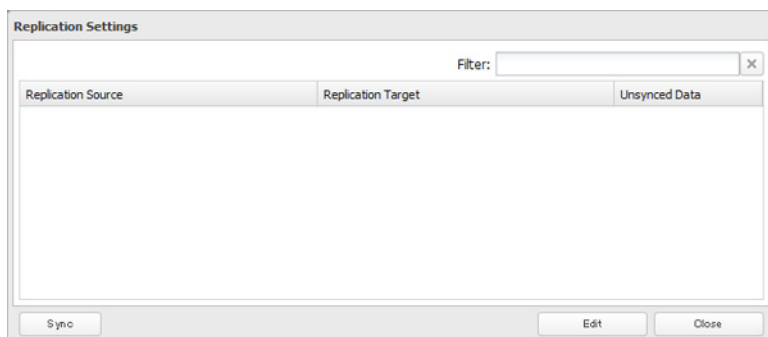 Replication Settings
Filter:
Replication Source Replication Target Unsynced Data
Sync Edit Close